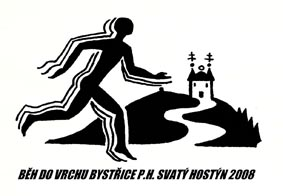 BĚH DO VRCHU BYSTŘICE P.H. SVATÝ HOSTÝN 2008